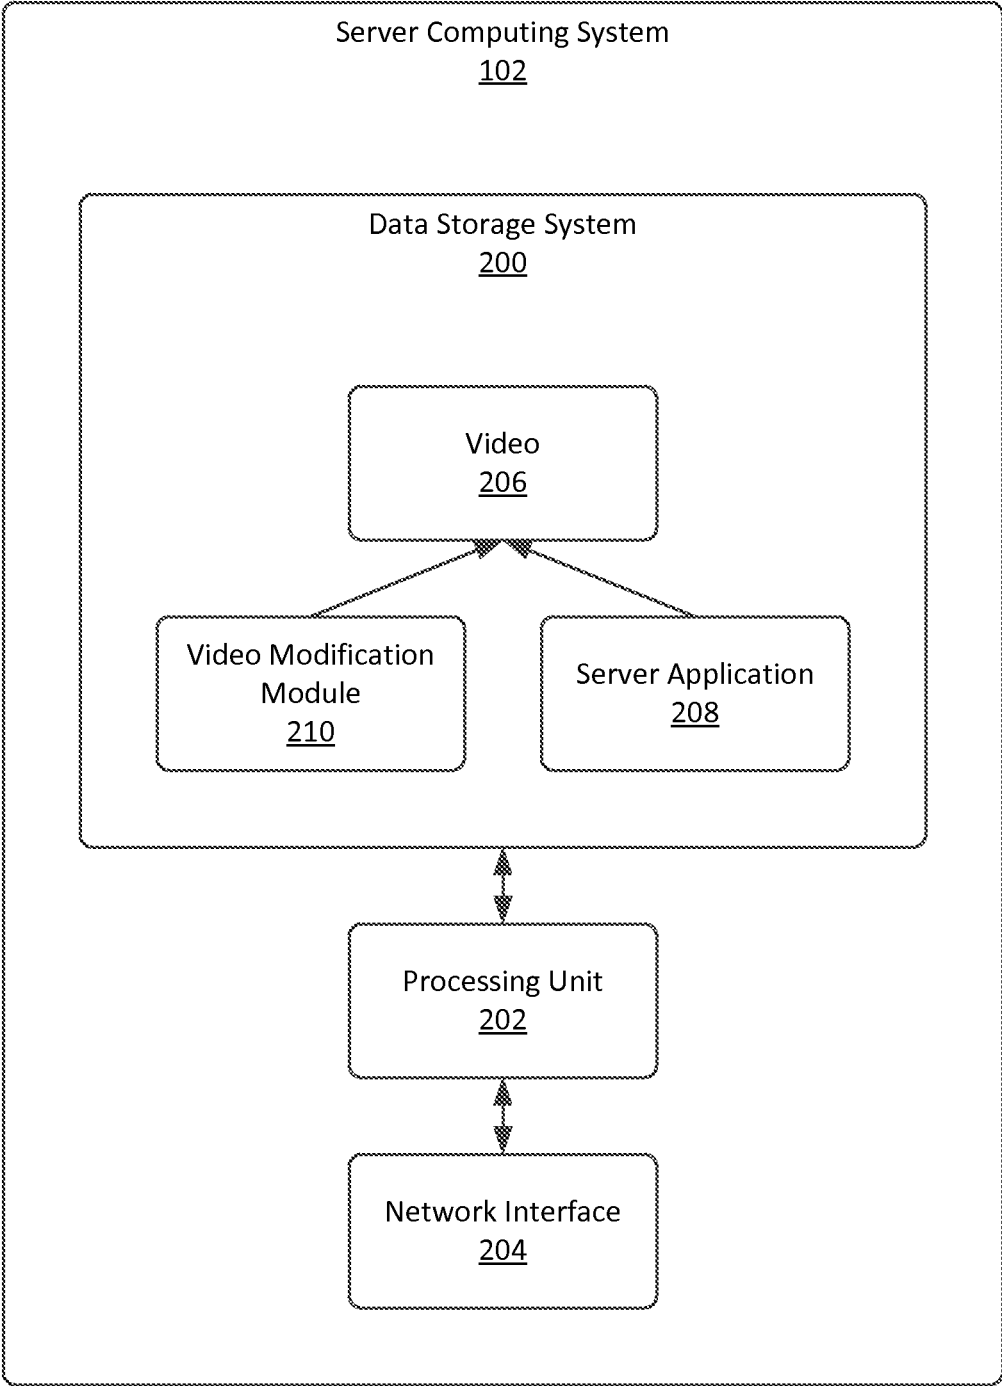 Server Computing System
102
Data Storage System
200
Video
206
Video Modification
Module
210
Server Application
208
Processing Unit
202
Network Interface
204